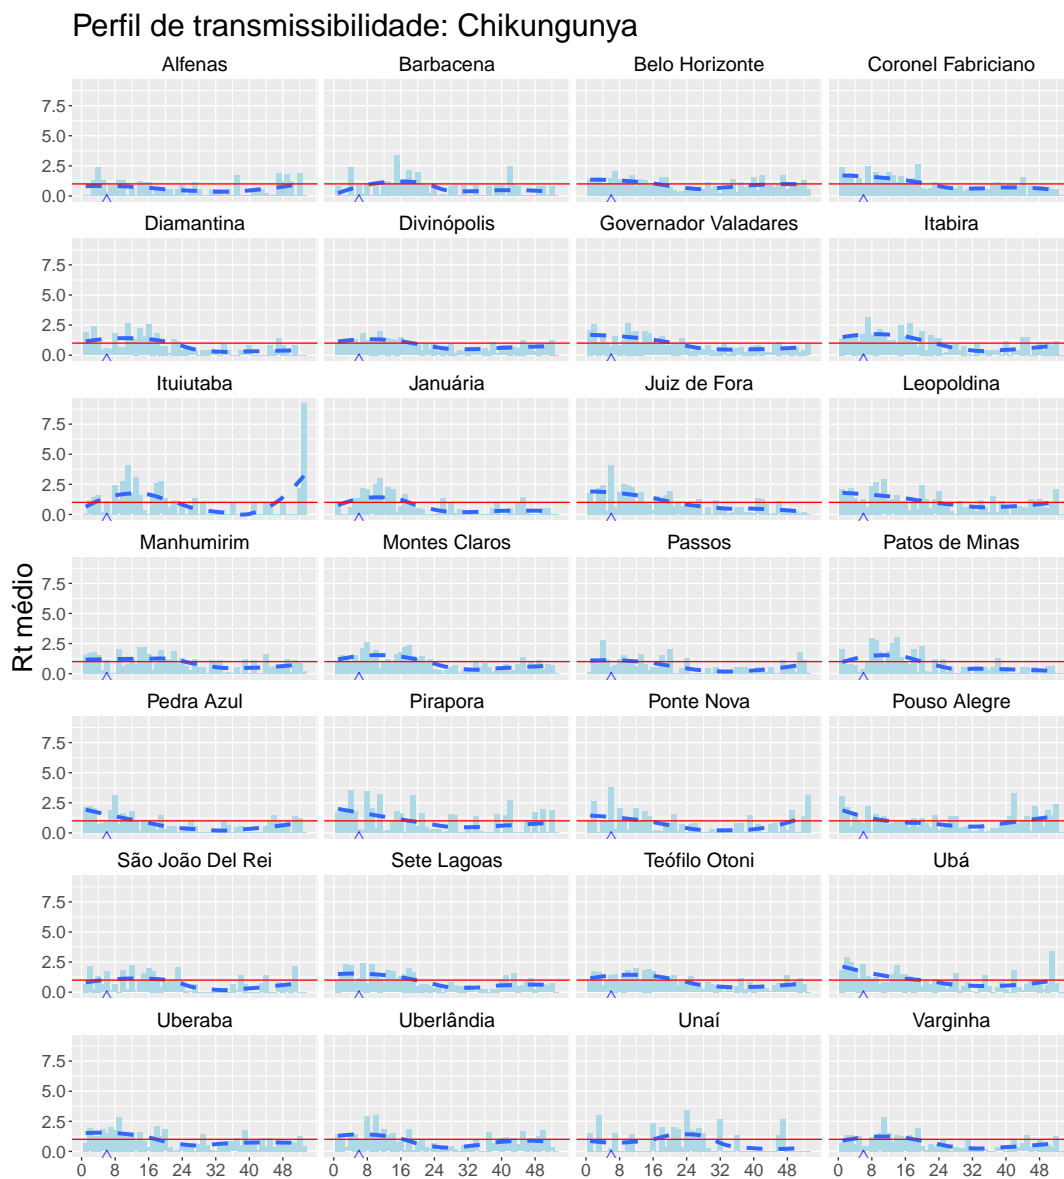 Perfil de transmissibilidade: Chikungunya
Alfenas Barbacena Belo Horizonte Coronel Fabriciano
7.5
5.0
2.5
0.0
Diamantina Divinópolis Governador Valadares Itabira
7.5
5.0
2.5
0.0
Ituiutaba Januária Juiz de Fora Leopoldina
7.5
5.0
2.5
0.0
Manhumirim Montes Claros Passos Patos de Minas
7.5
5.0
2.5
0.0
Rt médio
Pedra Azul Pirapora Ponte Nova Pouso Alegre
7.5
5.0
2.5
0.0
São João Del Rei Sete Lagoas Teófilo Otoni Ubá
7.5
5.0
2.5
0.0
Uberaba Uberlândia Unaí Varginha
7.5
5.0
2.5
0.0
0 8 16 24 32 40 48 0 8 16 24 32 40 48 0 8 16 24 32 40 48 0 8 16 24 32 40 48